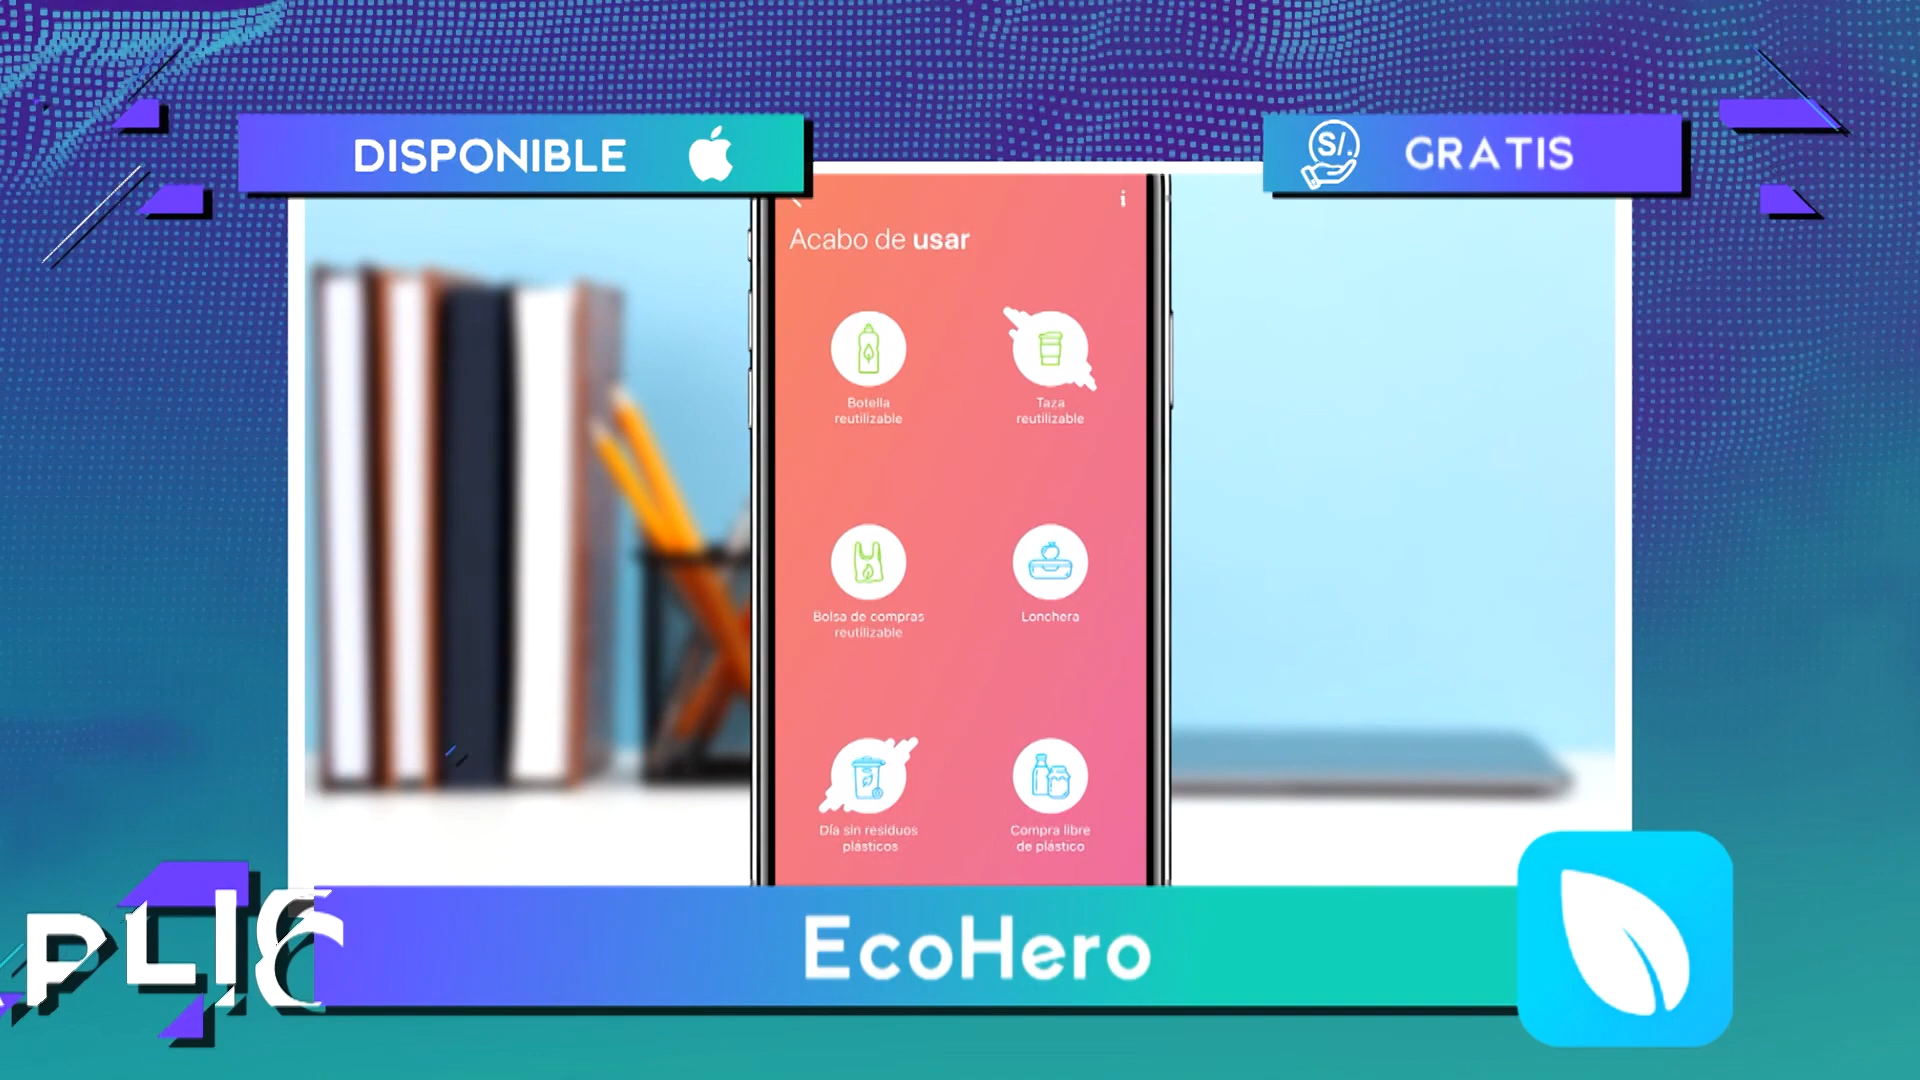 DISPONIBLE
S/.
GRATIS
i
Acabo de usar
Botella
reutilizable
Taza
reutilizable
Bolsa de compras
reutilizable
Lonchera
Día sin residuos
plásticos
Compra libre
de plástico
EcoHero